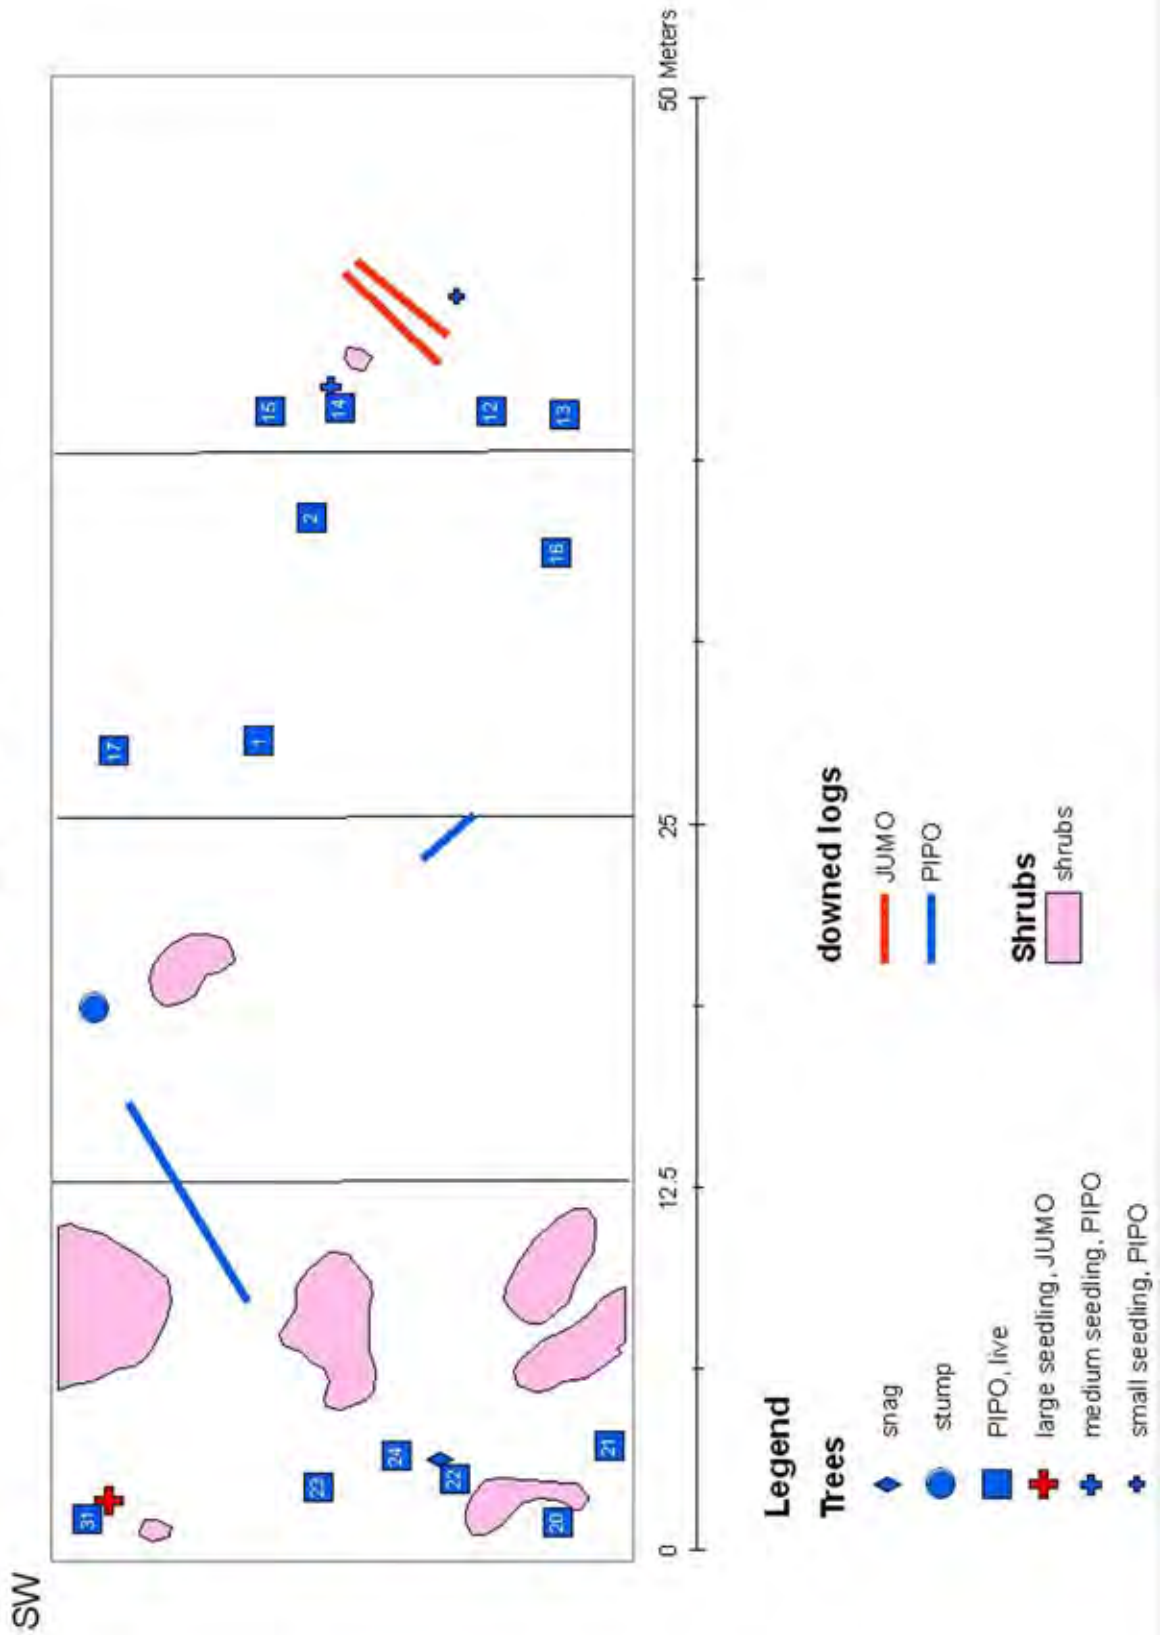 SW
31
17
1
15
2
23
14
24
22
12
20
16
13
21
0 12.5 25 50 Meters
Legend
Trees
snag
stump
PIPO, live
large seedling, JUMO
medium seedling, PIPO
small seedling, PIPO
downed logs
JUMO
PIPO
Shrubs
shrubs